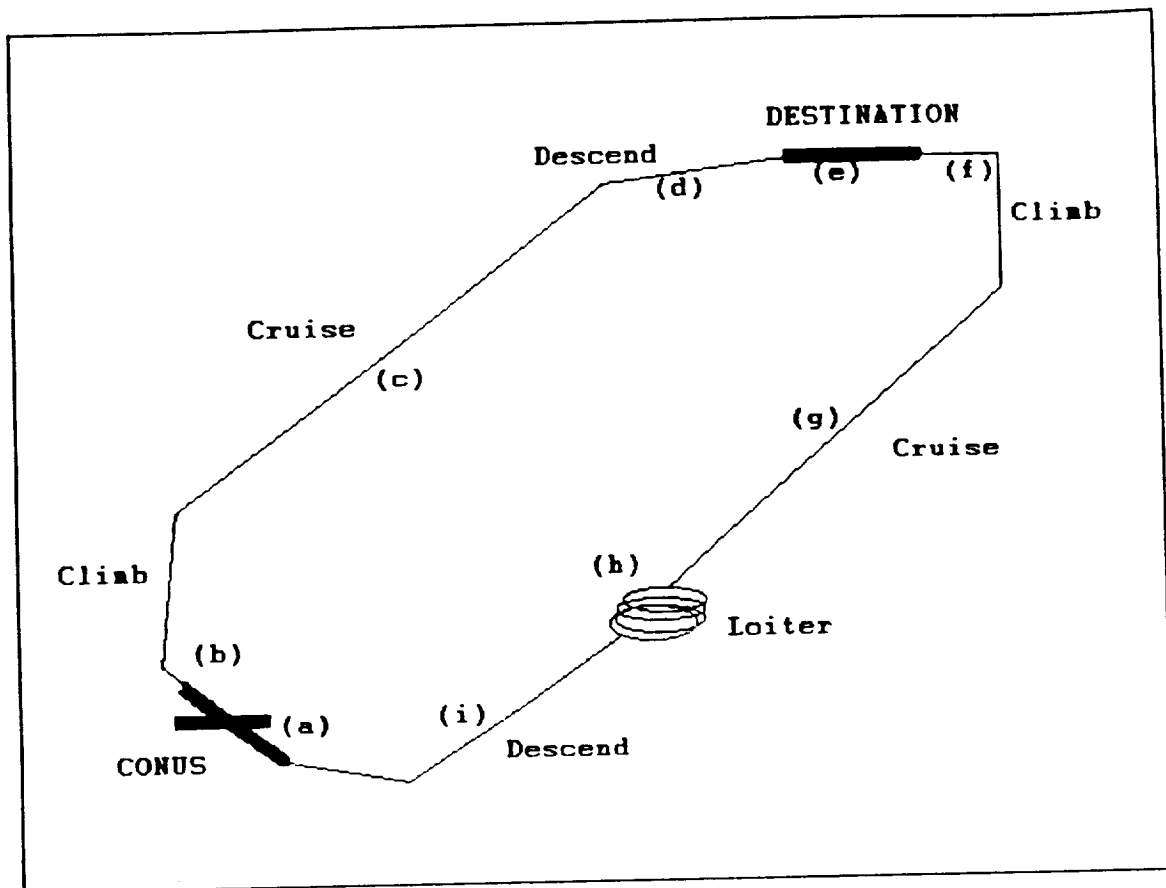 DESTINATION
Descend
(d)
(e)
(f)
Climb
Cruise
(c)
(g)
Cruise
Climb
(h)
Loiter
(b)
(a)
(i)
CONUS
Descend